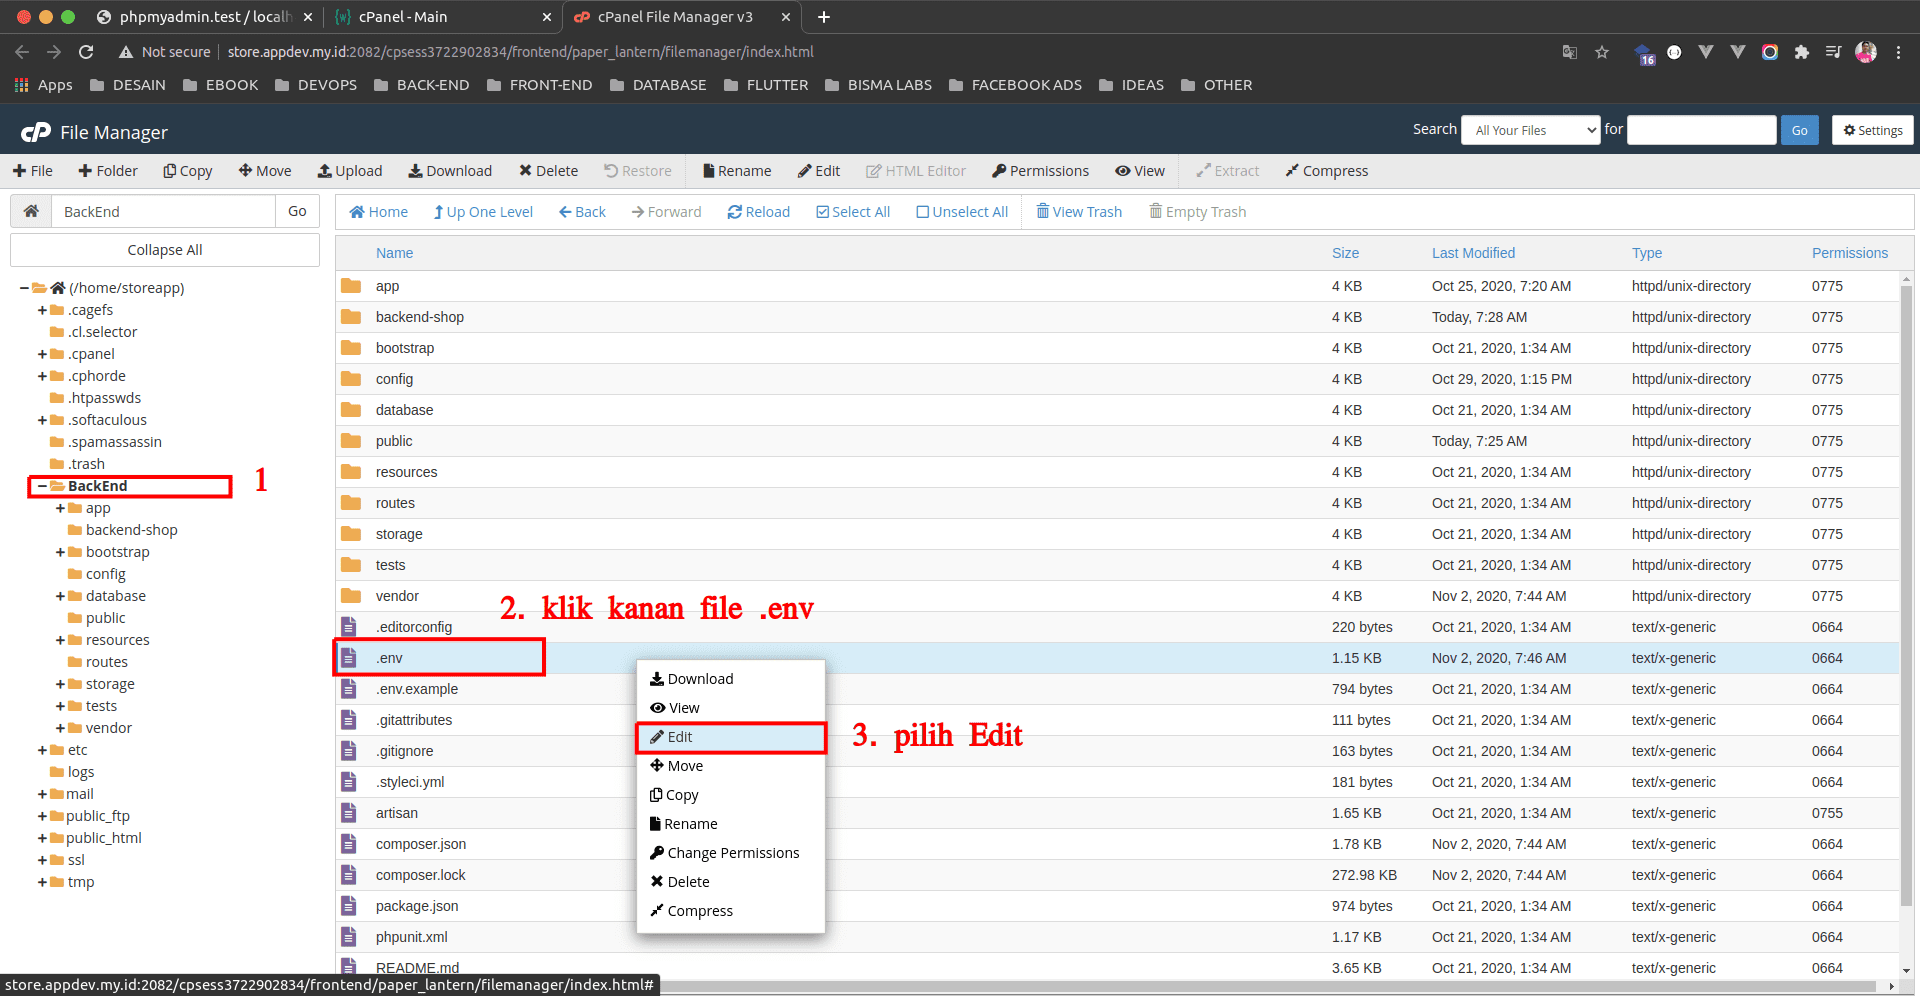 phpmyadmin.test / localh
cPanel - Main
cPanel File Manager v3
Not secure
store.appdev.my.id:2082/cpsess3722902834/frontend/paper_lantern/filemanager/index.html
16
Apps
DESAIN
EBOOK
DEVOPS
BACK-END
FRONT-END
DATABASE
FLUTTER
BISMA LABS
FACEBOOK ADS
IDEAS
OTHER
cP File Manager
Search All Your Files for Go Settings
File Folder Copy Move Upload Download Delete Restore Rename Edit HTML Editor Permissions View Extract Compress
BackEnd Go
Home Up One Level Back Forward Reload Select All Unselect All View Trash Empty Trash
Collapse All
(/home/storeapp)
.cagefs
.cl.selector
.cpanel
.cphorde
.htpasswds
.softaculous
.spamassassin
.trash
BackEnd 1
app
backend-shop
bootstrap
config
database
public
resources
routes
storage
tests
vendor
etc
logs
mail
public_ftp
public_html
ssl
tmp
Name Size Last Modified Type Permissions
app 4 KB Oct 25, 2020, 7:20 AM httpd/unix-directory 0775
backend-shop 4 KB Today, 7:28 AM httpd/unix-directory 0775
bootstrap 4 KB Oct 21, 2020, 1:34 AM httpd/unix-directory 0775
config 4 KB Oct 29, 2020, 1:15 PM httpd/unix-directory 0775
database 4 KB Oct 21, 2020, 1:34 AM httpd/unix-directory 0775
public 4 KB Today, 7:25 AM httpd/unix-directory 0775
resources 4 KB Oct 21, 2020, 1:34 AM httpd/unix-directory 0775
routes 4 KB Oct 21, 2020, 1:34 AM httpd/unix-directory 0775
storage 4 KB Oct 21, 2020, 1:34 AM httpd/unix-directory 0775
tests 4 KB Oct 21, 2020, 1:34 AM httpd/unix-directory 0775
vendor 4 KB Nov 2, 2020, 7:44 AM httpd/unix-directory 0775
2. klik kanan file .env
.editorconfig 220 bytes Oct 21, 2020, 1:34 AM text/x-generic 0664
.env 1.15 KB Nov 2, 2020, 7:46 AM text/x-generic 0664
.env.example 794 bytes Oct 21, 2020, 1:34 AM text/x-generic 0664
.gitattributes 111 bytes Oct 21, 2020, 1:34 AM text/x-generic 0664
.gitignore 163 bytes Oct 21, 2020, 1:34 AM text/x-generic 0664
.styleci.yml 181 bytes Oct 21, 2020, 1:34 AM text/x-generic 0664
artisan 1.65 KB Oct 21, 2020, 1:34 AM text/x-generic 0755
composer.json 1.78 KB Nov 2, 2020, 7:44 AM text/x-generic 0664
composer.lock 272.98 KB Nov 2, 2020, 7:44 AM text/x-generic 0664
package.json 974 bytes Oct 21, 2020, 1:34 AM text/x-generic 0664
phpunit.xml 1.17 KB Oct 21, 2020, 1:34 AM text/x-generic 0664
README.md 3.65 KB Oct 21, 2020, 1:34 AM text/x-generic 0664
Download
View
Edit
3. pilih Edit
Move
Copy
Rename
Change Permissions
Delete
Compress
store.appdev.my.id:2082/cpsess3722902834/frontend/paper_lantern/filemanager/index.html#